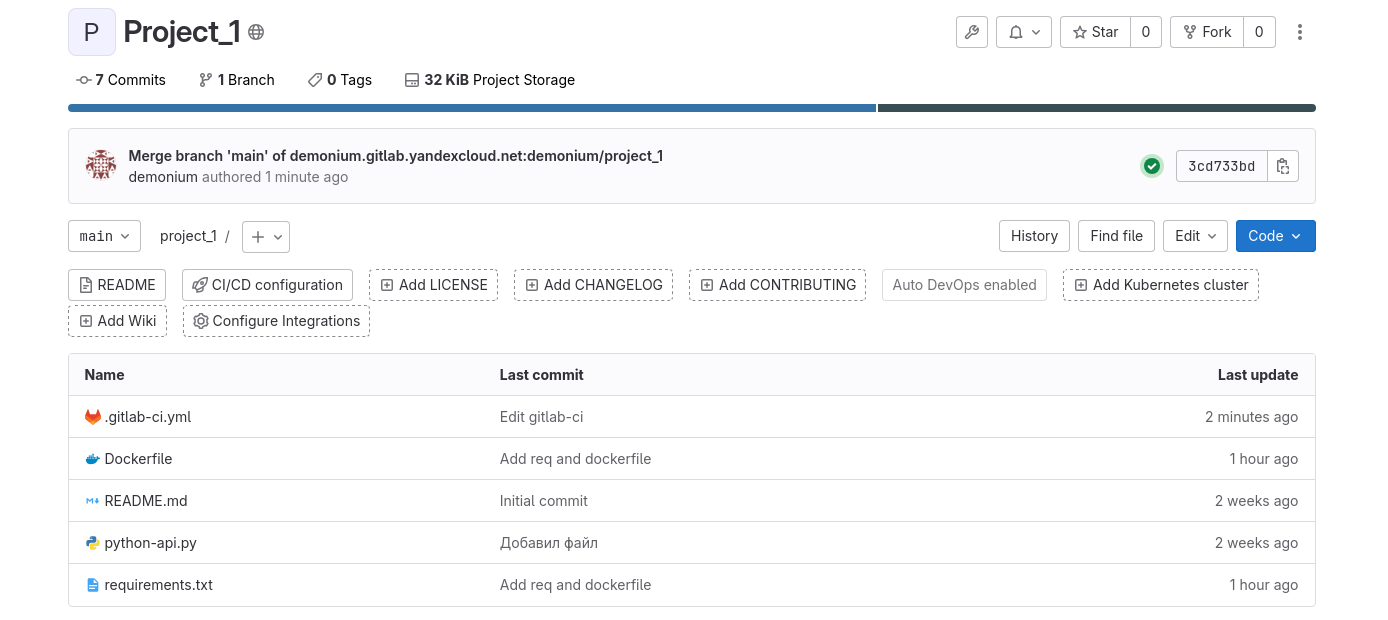 P Project_1 Star 0 Fork 0
7 Commits 1 Branch 0 Tags 32 KiB Project Storage
Merge branch 'main' of demonium.gitlab.yandexcloud.net:demonium/project_1
demonium authored 1 minute ago
3cd733bd
main project_1 / History Find file Edit Code
README CI/CD configuration Add LICENSE Add CHANGELOG Add CONTRIBUTING Auto DevOps enabled Add Kubernetes cluster
Add Wiki Configure Integrations
Name Last commit Last update
.gitlab-ci.yml Edit gitlab-ci 2 minutes ago
Dockerfile Add req and dockerfile 1 hour ago
README.md Initial commit 2 weeks ago
python-api.py Добавил файл 2 weeks ago
requirements.txt Add req and dockerfile 1 hour ago